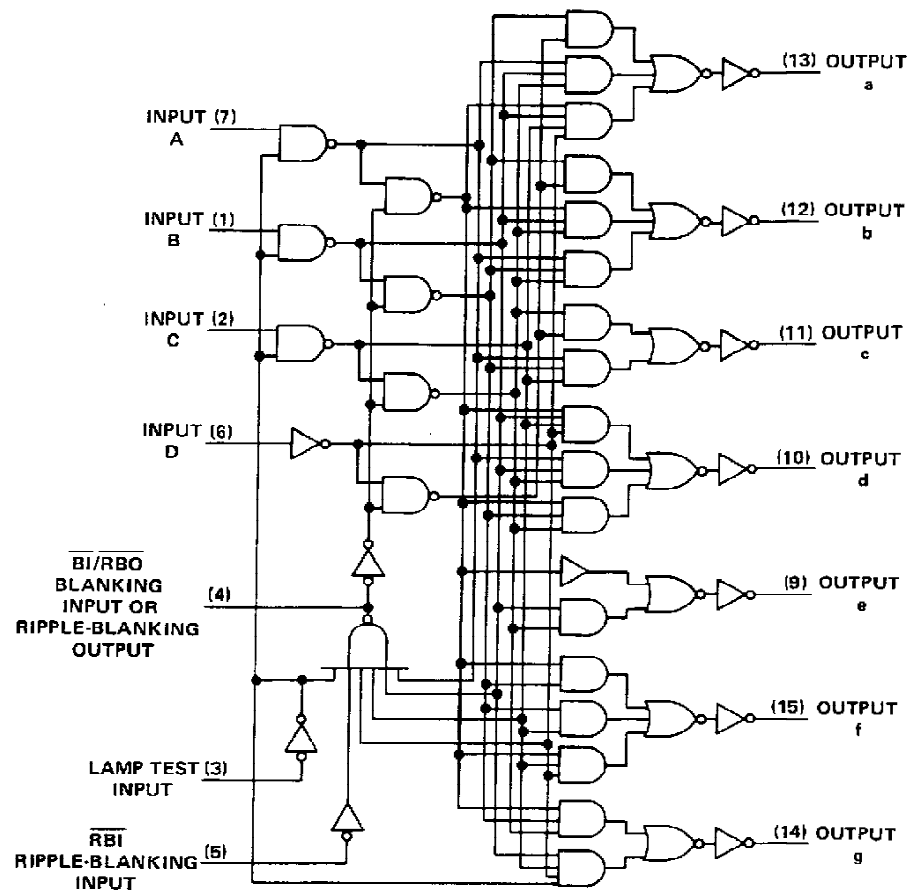 (13) OUTPUT
a
INPUT (7)
A
INPUT (1)
B
(12) OUTPUT
b
INPUT (2)
C
(11) OUTPUT
c
INPUT (6)
D
(10) OUTPUT
d
BI/RBO
BLANKING
INPUT OR
RIPPLE-BLANKING
OUTPUT
(4)
(9) OUTPUT
e
(15) OUTPUT
f
LAMP TEST (3)
INPUT
RBI
RIPPLE-BLANKING
INPUT
(5)
(14) OUTPUT
g